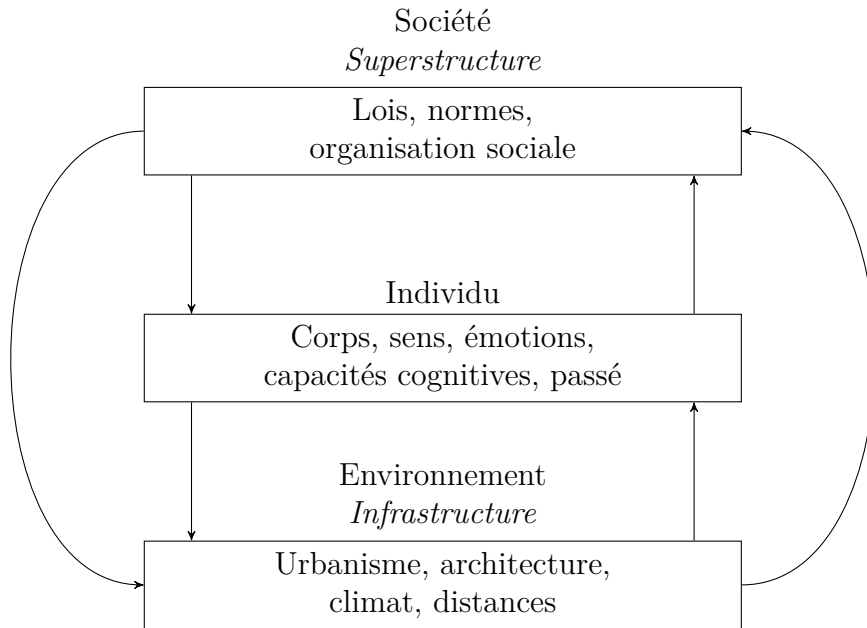 Société
Superstructure
Lois, normes,
organisation sociale
Individu
Corps, sens, émotions,
capacités cognitives, passé
Environnement
Infrastructure
Urbanisme, architecture,
climat, distances